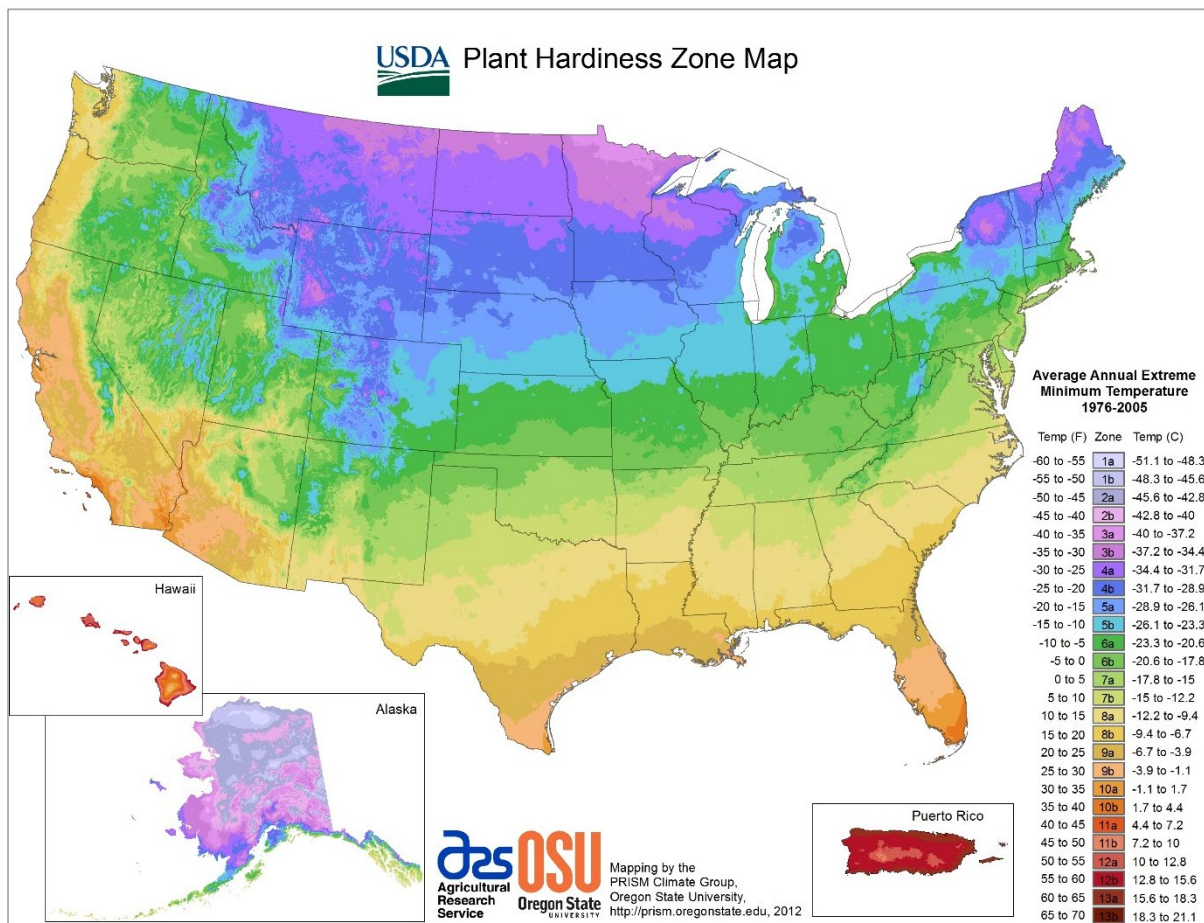 USDA Plant Hardiness Zone Map
Average Annual Extreme
Minimum Temperature
1976-2005
Temp (F) Zone Temp (C)
-60 to -55 1a -51.1 to -48.3
-55 to -50 1b -48.3 to -45.6
-50 to -45 2a -45.6 to -42.8
-45 to -40 2b -42.8 to -40
-40 to -35 3a -40 to -37.2
-35 to -30 3b -37.2 to -34.4
-30 to -25 4a -34.4 to -31.7
-25 to -20 4b -31.7 to -28.9
-20 to -15 5a -28.9 to -26.1
-15 to -10 5b -26.1 to -23.3
-10 to -5 6a -23.3 to -20.6
-5 to 0 6b -20.6 to -17.8
0 to 5 7a -17.8 to -15
5 to 10 7b -15 to -12.2
10 to 15 8a -12.2 to -9.4
15 to 20 8b -9.4 to -6.7
20 to 25 9a -6.7 to -3.9
25 to 30 9b -3.9 to -1.1
30 to 35 10a -1.1 to 1.7
35 to 40 10b 1.7 to 4.4
40 to 45 11a 4.4 to 7.2
45 to 50 11b 7.2 to 10
50 to 55 12a 10 to 12.8
55 to 60 12b 12.8 to 15.6
60 to 65 13a 15.6 to 18.3
65 to 70 13b 18.3 to 21.1
Hawaii
Alaska
Puerto Rico
ars
Agricultural
Research
Service
OSU
Oregon State
UNIVERSITY
Mapping by the
PRISM Climate Group,
Oregon State University,
http://prism.oregonstate.edu, 2012